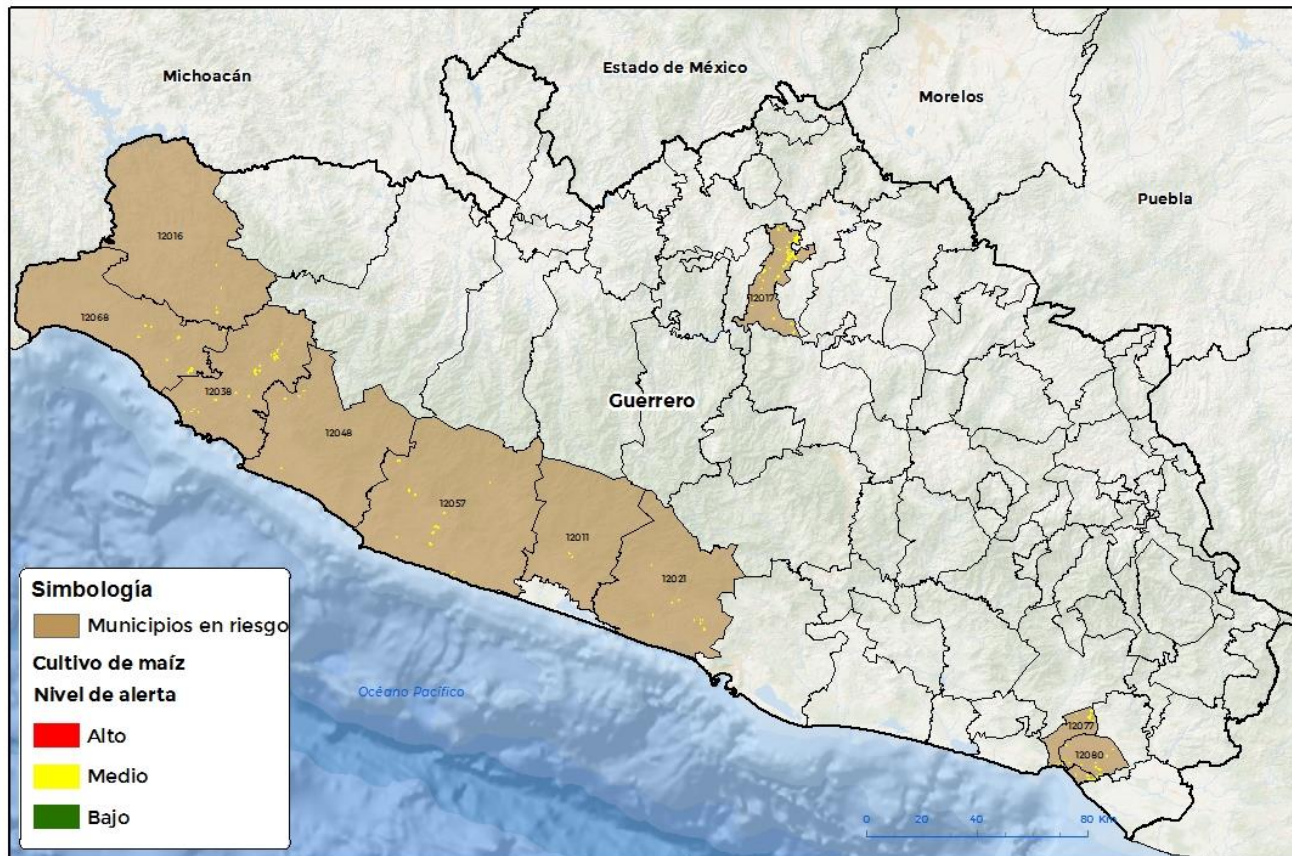 Michoacán
Estado de México
Morelos
Puebla
12016
12068
12017
12038
Guerrero
12048
12057
12011
12021
Simbología
Municipios en riesgo
Cultivo de maíz
Nivel de alerta
Alto
Medio
Bajo
Océano Pacífico
12077
12080
0 20 40 80 Km